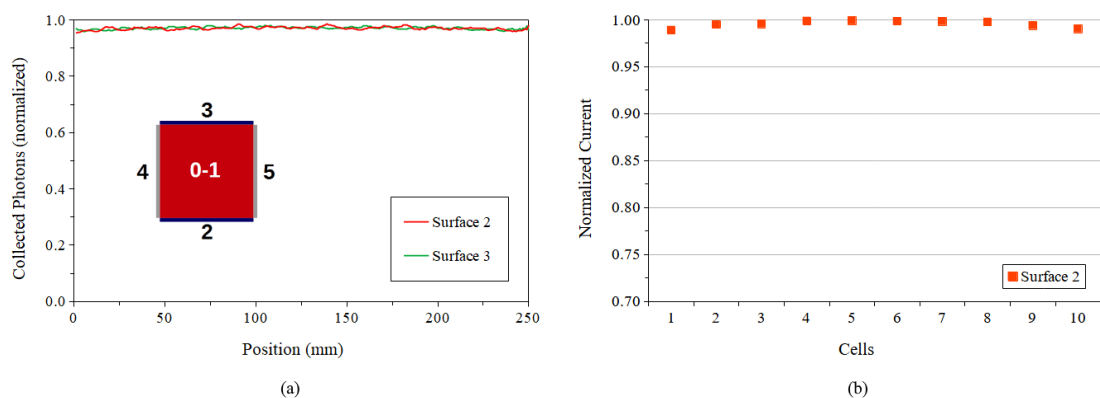 1.0
0.8
0.6
0.4
0.2
0.0
Collected Photons (normalized)
3
4
0-1
5
2
Surface 2
Surface 3
0
50
100
150
200
250
Position (mm)
(a)
1.00
0.95
0.90
0.85
0.80
0.75
0.70
Normalized Current
Surface 2
1 2 3 4 5 6 7 8 9 10
Cells
(b)